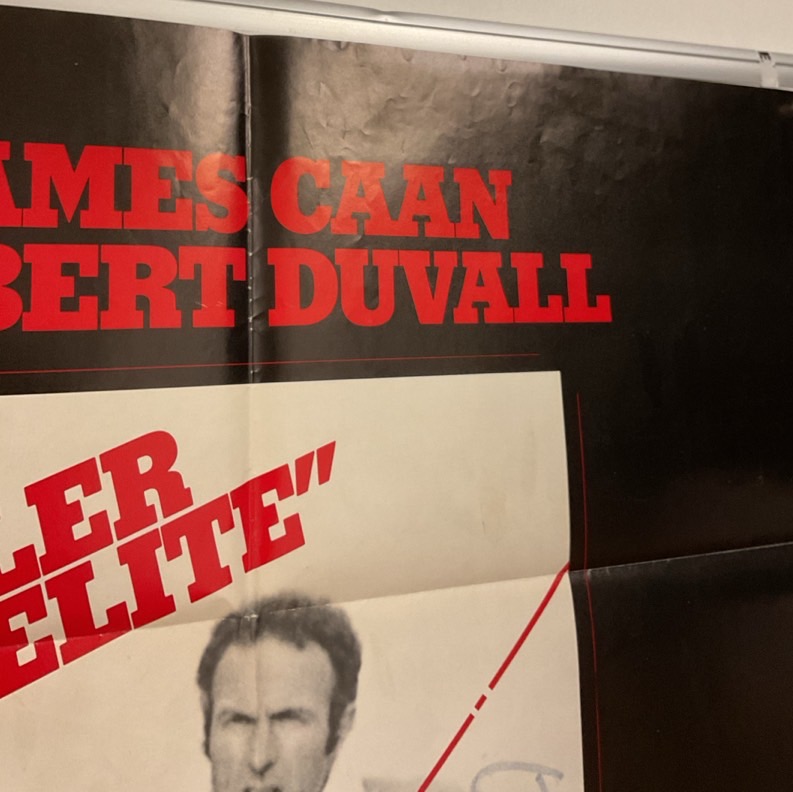 AMES CAAN
BERT DUVALL
LER
ELITE"